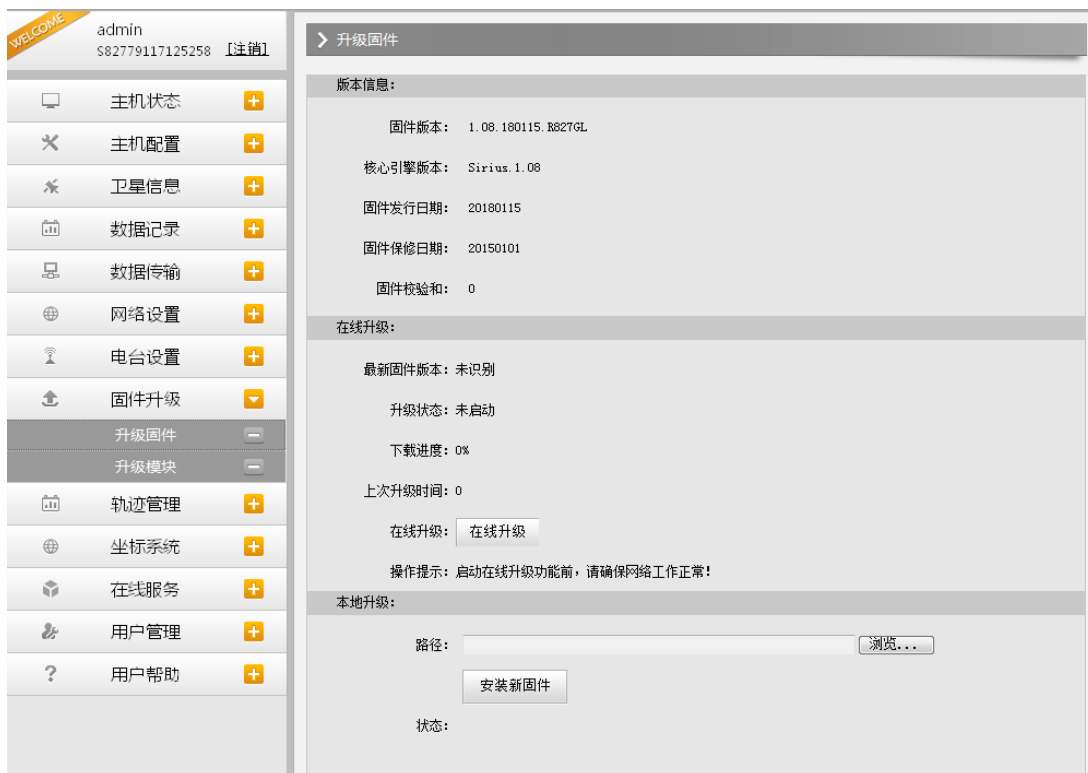 WELCOME
admin
S82779117125258 [注销]
主机状态
主机配置
卫星信息
数据记录
数据传输
网络设置
电台设置
固件升级
升级固件
升级模块
轨迹管理
坐标系统
在线服务
用户管理
用户帮助
升级固件
版本信息：
固件版本： 1.08.180115.R827GL
核心引擎版本： Sirius.1.08
固件发行日期： 20180115
固件保修日期： 20150101
固件校验和： 0
在线升级：
最新固件版本：未识别
升级状态：未启动
下载进度：0%
上次升级时间：0
在线升级： 在线升级
操作提示：启动在线升级功能前，请确保网络工作正常！
本地升级：
路径： 浏览...
安装新固件
状态：